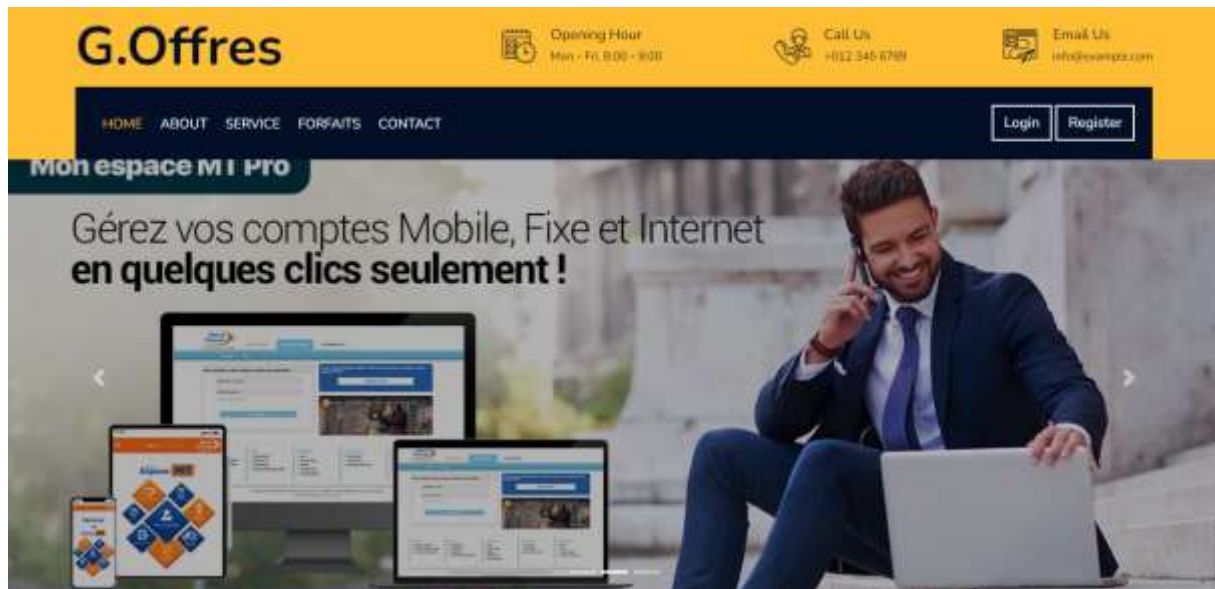 G.Offres
Opening Hour
Mon - Fri, 8:00 - 9:00
Call Us
+012 345 6789
Email Us
info@example.com
HOME ABOUT SERVICE FORFAITS CONTACT
Login Register
Mon espace MT Pro
Gérez vos comptes Mobile, Fixe et Internet
en quelques clics seulement !